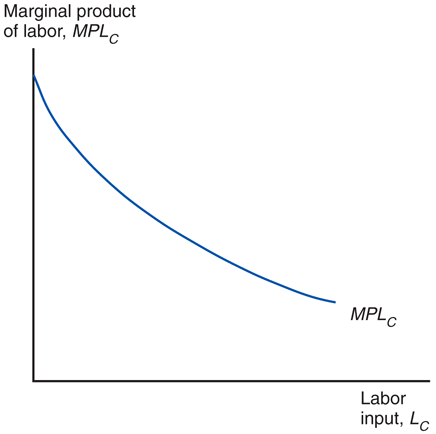 Marginal product
of labor, MPLC
MPLC
Labor
input, LC